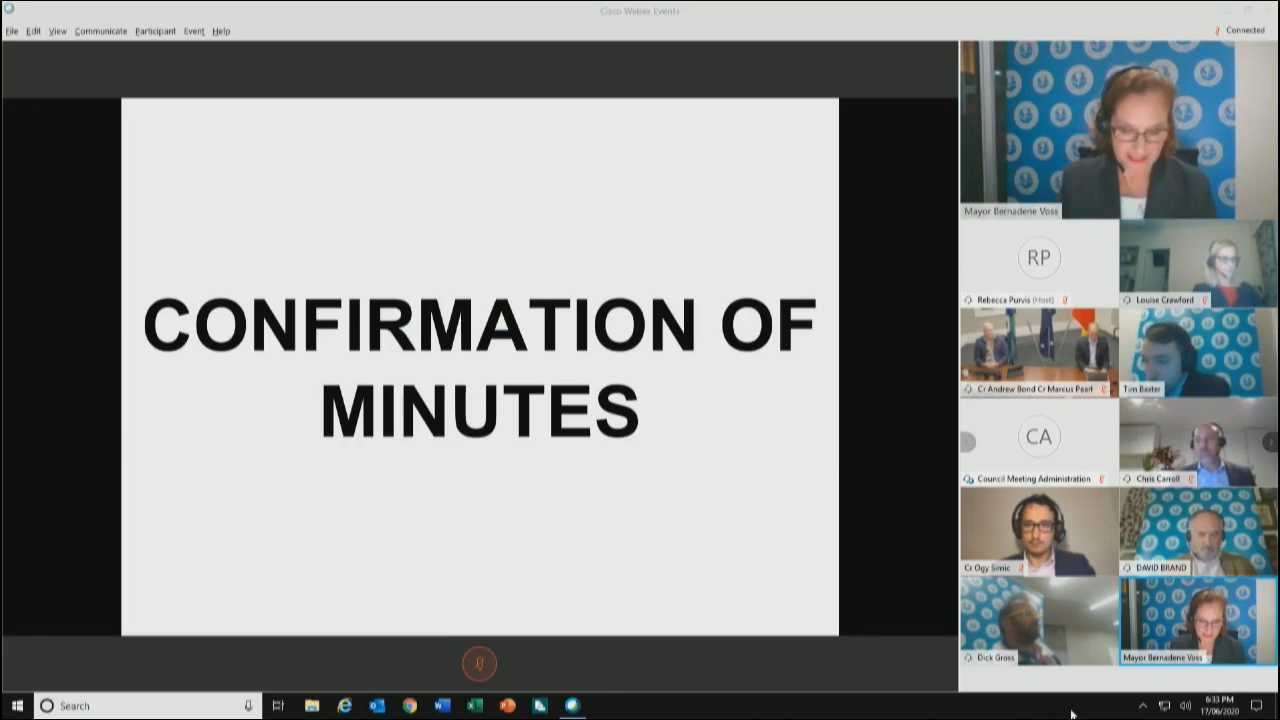 Cisco Webex Events
File Edit View Communicate Participant Event Help
Connected
CONFIRMATION OF
MINUTES
Mayor Bernadene Voss
RP
Rebecca Purvis (Host)
Louise Crawford
Cr Andrew Bond Cr Marcus Pearl
Tim Baxter
CA
Council Meeting Administration
Chris Carroll
Cr Ogy Simic
DAVID BRAND
Dick Gross
Mayor Bernadene Voss
Search
6:33 PM
17/06/2020